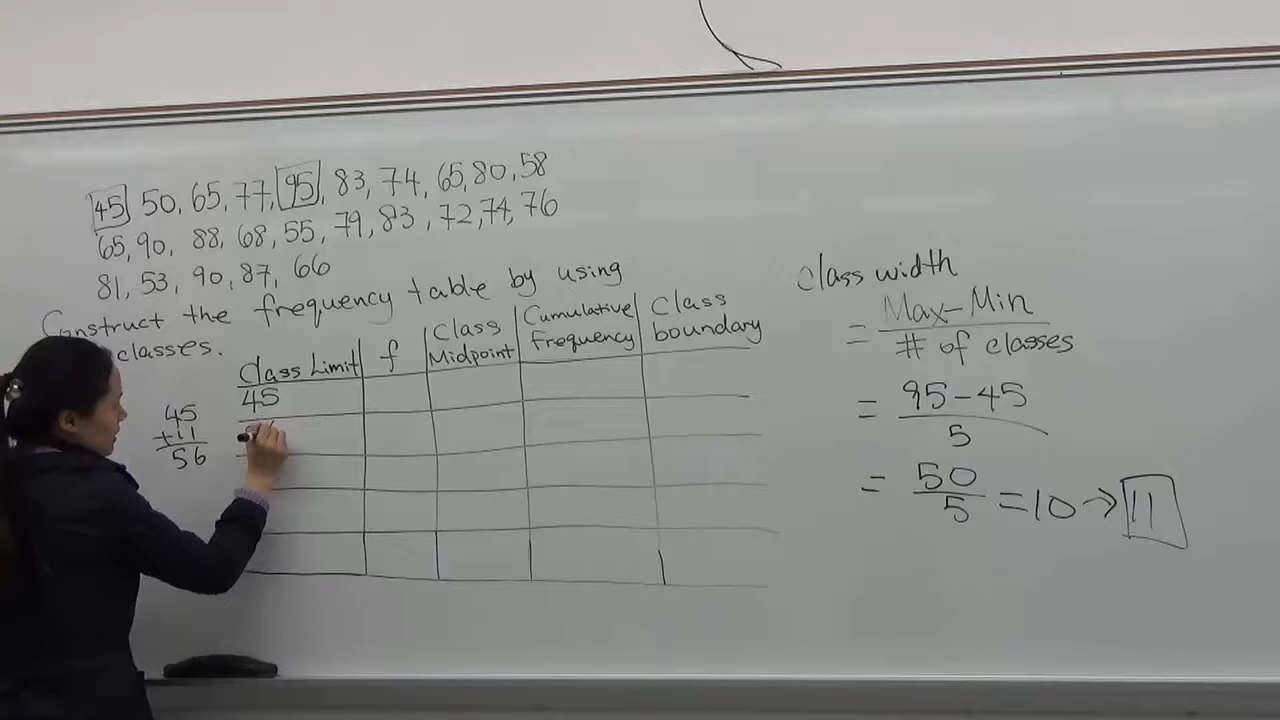 45, 50, 65, 77, 95, 83, 74, 65, 80, 58
65, 90, 88, 68, 55, 79, 83, 72, 74, 76
81, 53, 90, 87, 66
Construct the frequency table by using
classes.
Class Limit f Class Midpoint Cumulative Frequency Class boundary
45
45
+11
56
Class width
= Max-Min
# of classes
= 95-45
5
= 50
5
=10→11